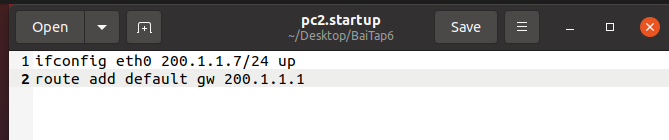 Open
pc2.startup
~/Desktop/BaiTap6
Save
1 ifconfig eth0 200.1.1.7/24 up
2 route add default gw 200.1.1.1